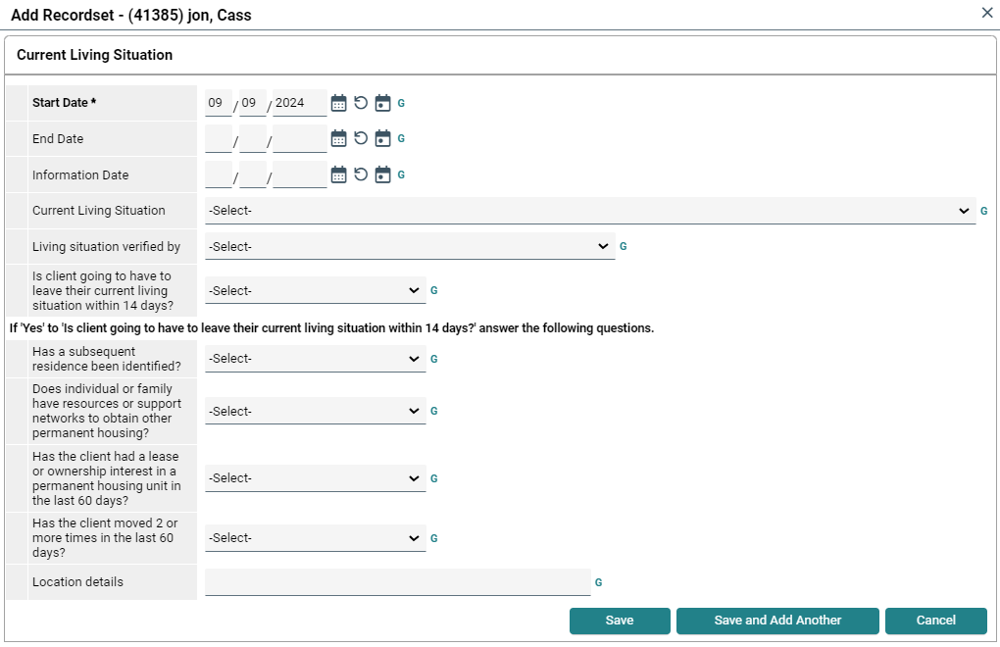 Add Recordset - (41385) jon, Cass
Current Living Situation
Start Date * 09 / 09 / 2024 G
End Date / / G
Information Date / / G
Current Living Situation -Select- G
Living situation verified by -Select- G
Is client going to have to
leave their current living
situation within 14 days?
-Select- G
If 'Yes' to 'Is client going to have to leave their current living situation within 14 days?' answer the following questions.
Has a subsequent
residence been identified?
-Select- G
Does individual or family
have resources or support
networks to obtain other
permanent housing?
-Select- G
Has the client had a lease
or ownership interest in a
permanent housing unit in
the last 60 days?
-Select- G
Has the client moved 2 or
more times in the last 60
days?
-Select- G
Location details G
Save Save and Add Another Cancel